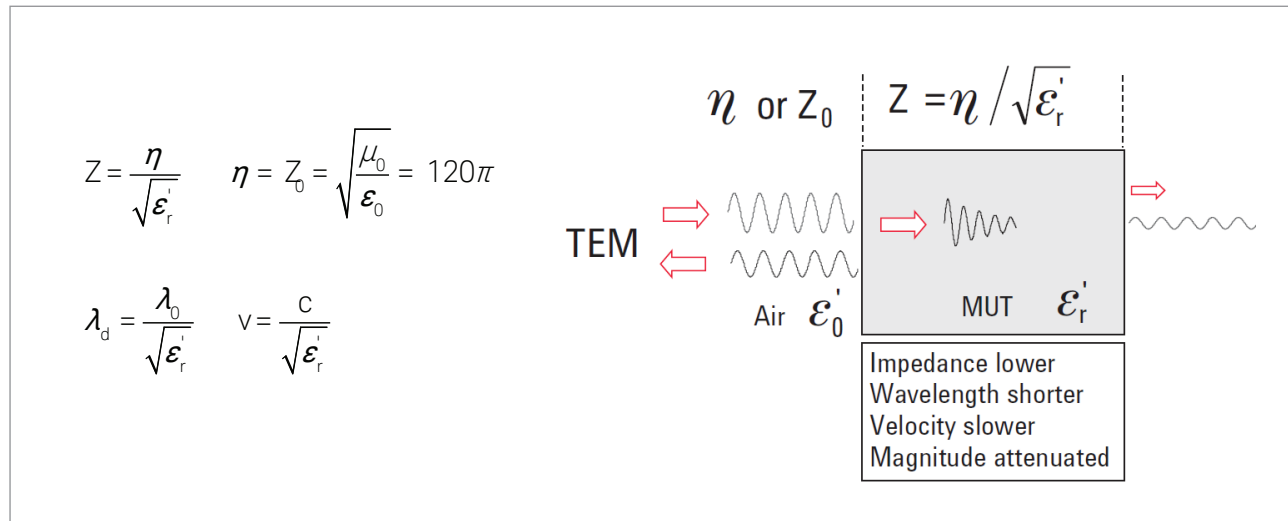 Z = η / √ε'r    η = Z0 = √(μ0 / ε0) = 120π
λd = λ0 / √ε'r    v = c / √ε'r
η or Z0    Z = η / √ε'r
TEM
Air ε'0    MUT ε'r
Impedance lower
Wavelength shorter
Velocity slower
Magnitude attenuated